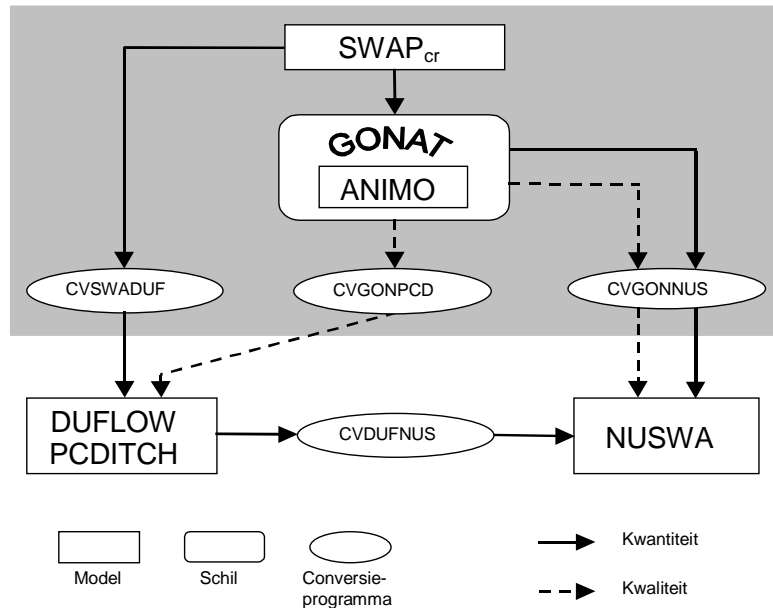 SWAPcr
GONAT
ANIMO
CVSWADUF
CVGONPCD
CVGONNUS
DUFLOW
PCDITCH
CVDUFNUS
NUSWA
Model
Schil
Conversie-
programma
Kwantiteit
Kwaliteit